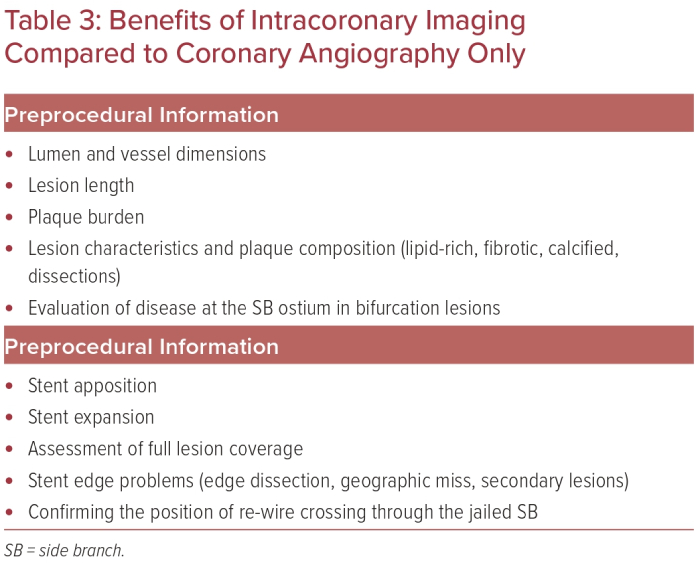 Table 3: Benefits of Intracoronary Imaging
Compared to Coronary Angiography Only
Preprocedural Information
• Lumen and vessel dimensions
• Lesion length
• Plaque burden
• Lesion characteristics and plaque composition (lipid-rich, fibrotic, calcified,
dissections)
• Evaluation of disease at the SB ostium in bifurcation lesions
Preprocedural Information
• Stent apposition
• Stent expansion
• Assessment of full lesion coverage
• Stent edge problems (edge dissection, geographic miss, secondary lesions)
• Confirming the position of re-wire crossing through the jailed SB
SB = side branch.